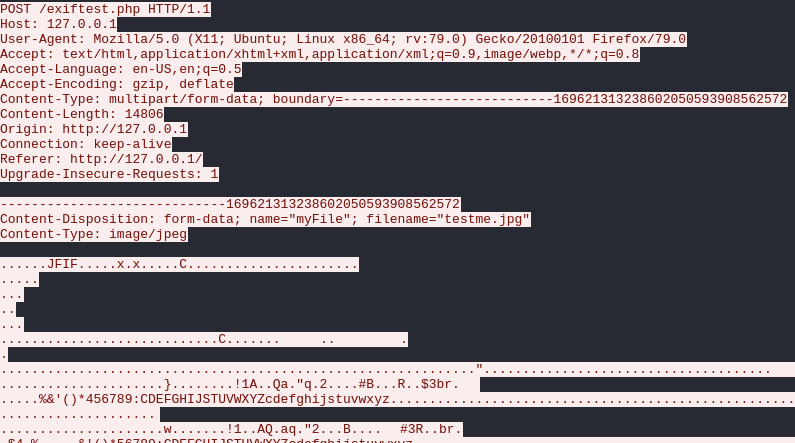 POST /exiftest.php HTTP/1.1
Host: 127.0.0.1
User-Agent: Mozilla/5.0 (X11; Ubuntu; Linux x86_64; rv:79.0) Gecko/20100101 Firefox/79.0
Accept: text/html,application/xhtml+xml,application/xml;q=0.9,image/webp,*/*;q=0.8
Accept-Language: en-US,en;q=0.5
Accept-Encoding: gzip, deflate
Content-Type: multipart/form-data; boundary=---------------------------169621313238602050593908562572
Content-Length: 14806
Origin: http://127.0.0.1
Connection: keep-alive
Referer: http://127.0.0.1/
Upgrade-Insecure-Requests: 1
-----------------------------169621313238602050593908562572
Content-Disposition: form-data; name="myFile"; filename="testme.jpg"
Content-Type: image/jpeg
......JFIF.....x.x.....C......................
.....
...
..
...
............................C.......     ..         .
.
.............................................................".....................................
.....................}........!1A..Qa."q.2....#B...R..$3br.
.....%&'()*456789:CDEFGHIJSTUVWXYZcdefghijstuvwxyz....................................................
....................
.....................w.......!1..AQ.aq."2...B....  #3R..br.
.$4.%.....&'()*56789:CDEFGHIJSTUVWXYZcdefghijstuvwxyz